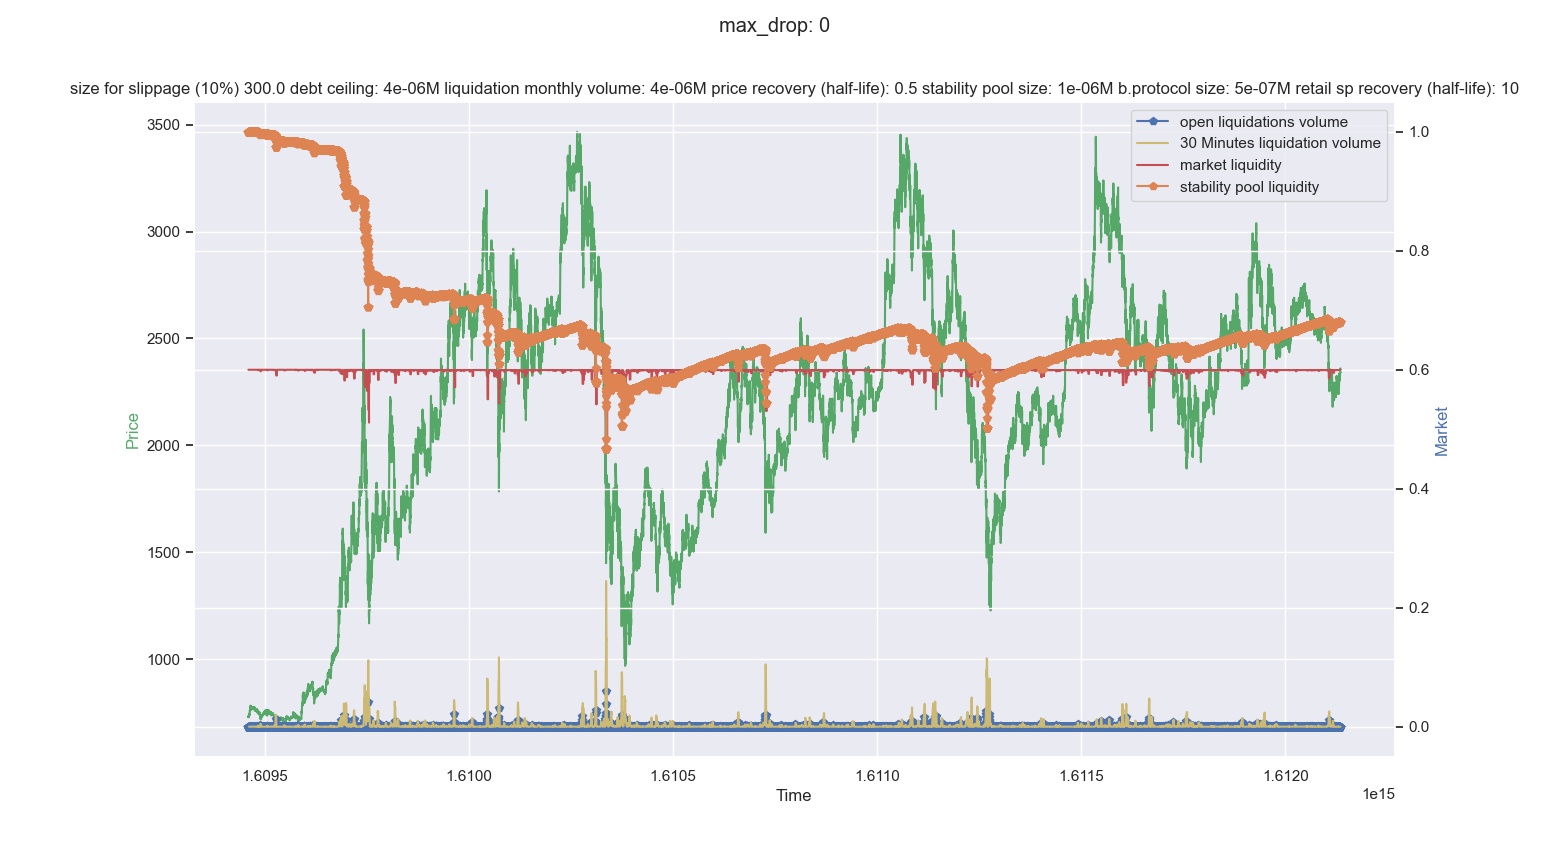 max_drop: 0
size for slippage (10%) 300.0 debt ceiling: 4e-06M liquidation monthly volume: 4e-06M price recovery (half-life): 0.5 stability pool size: 1e-06M b.protocol size: 5e-07M retail sp recovery (half-life): 10
open liquidations volume
30 Minutes liquidation volume
market liquidity
stability pool liquidity
3500
3000
2500
2000
1500
1000
Price
1.0
0.8
0.6
0.4
0.2
0.0
Market
1.6095 1.6100 1.6105 1.6110 1.6115 1.6120
Time
1e15